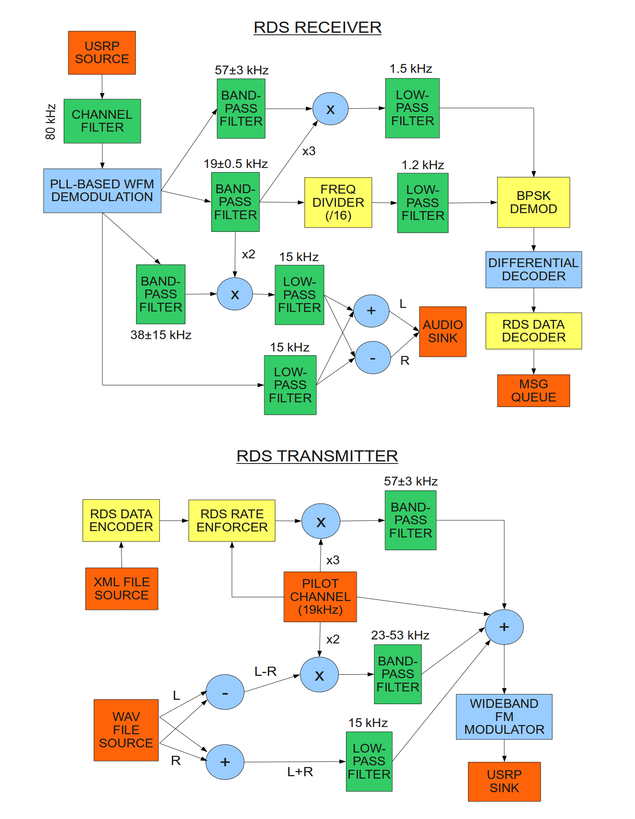 RDS RECEIVER
USRP
SOURCE
80 kHz
CHANNEL
FILTER
PLL-BASED WFM
DEMODULATION
57±3 kHz
BAND-
PASS
FILTER
X
1.5 kHz
LOW-
PASS
FILTER
x3
19±0.5 kHz
BAND-
PASS
FILTER
FREQ
DIVIDER
(/16)
1.2 kHz
LOW-
PASS
FILTER
BPSK
DEMOD
x2
BAND-
PASS
FILTER
38±15 kHz
X
15 kHz
LOW-
PASS
FILTER
15 kHz
LOW-
PASS
FILTER
+
-
L
R
AUDIO
SINK
DIFFERENTIAL
DECODER
RDS DATA
DECODER
MSG
QUEUE
RDS TRANSMITTER
RDS DATA
ENCODER
RDS RATE
ENFORCER
X
57±3 kHz
BAND-
PASS
FILTER
x3
XML FILE
SOURCE
PILOT
CHANNEL
(19kHz)
x2
+
23-53 kHz
BAND-
PASS
FILTER
X
L-R
-
L
WAV
FILE
SOURCE
R
+
L+R
15 kHz
LOW-
PASS
FILTER
WIDEBAND
FM
MODULATOR
USRP
SINK